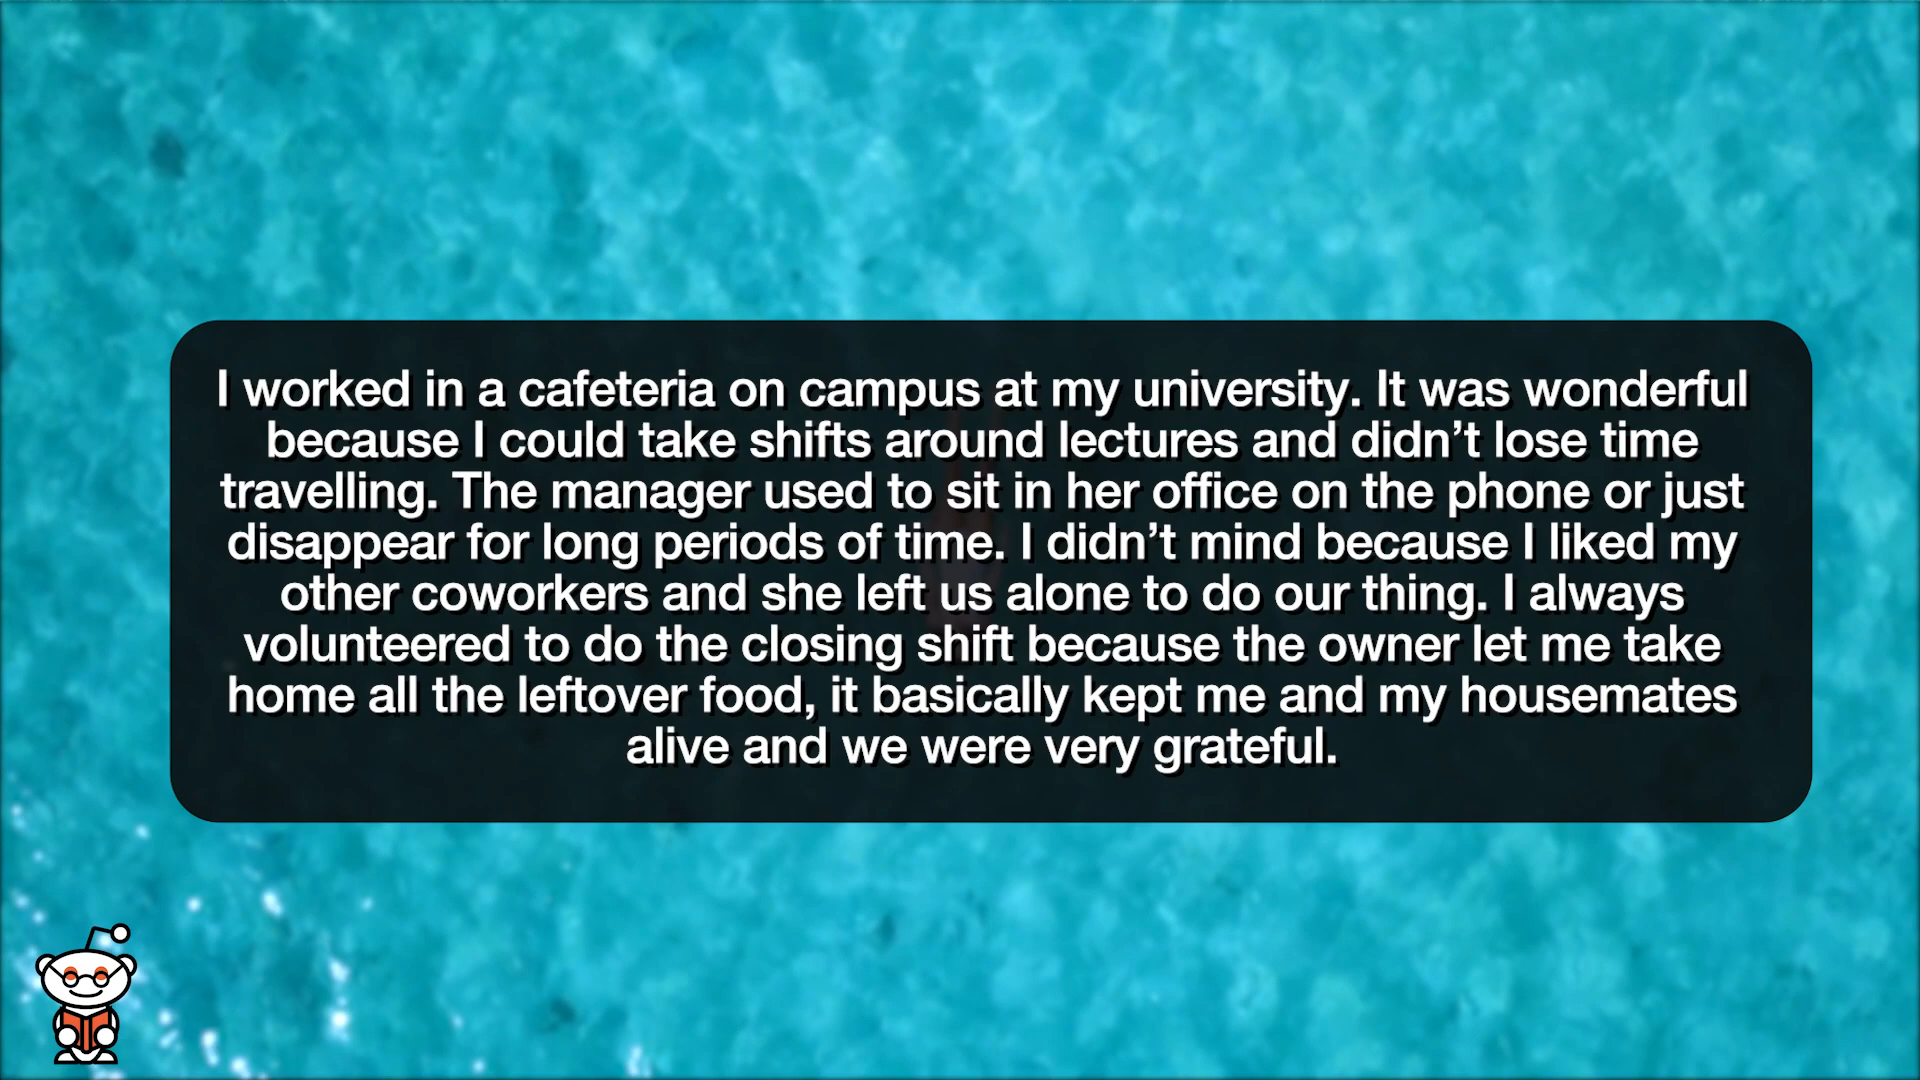 I worked in a cafeteria on campus at my university. It was wonderful
because I could take shifts around lectures and didn’t lose time
travelling. The manager used to sit in her office on the phone or just
disappear for long periods of time. I didn’t mind because I liked my
other coworkers and she left us alone to do our thing. I always
volunteered to do the closing shift because the owner let me take
home all the leftover food, it basically kept me and my housemates
alive and we were very grateful.